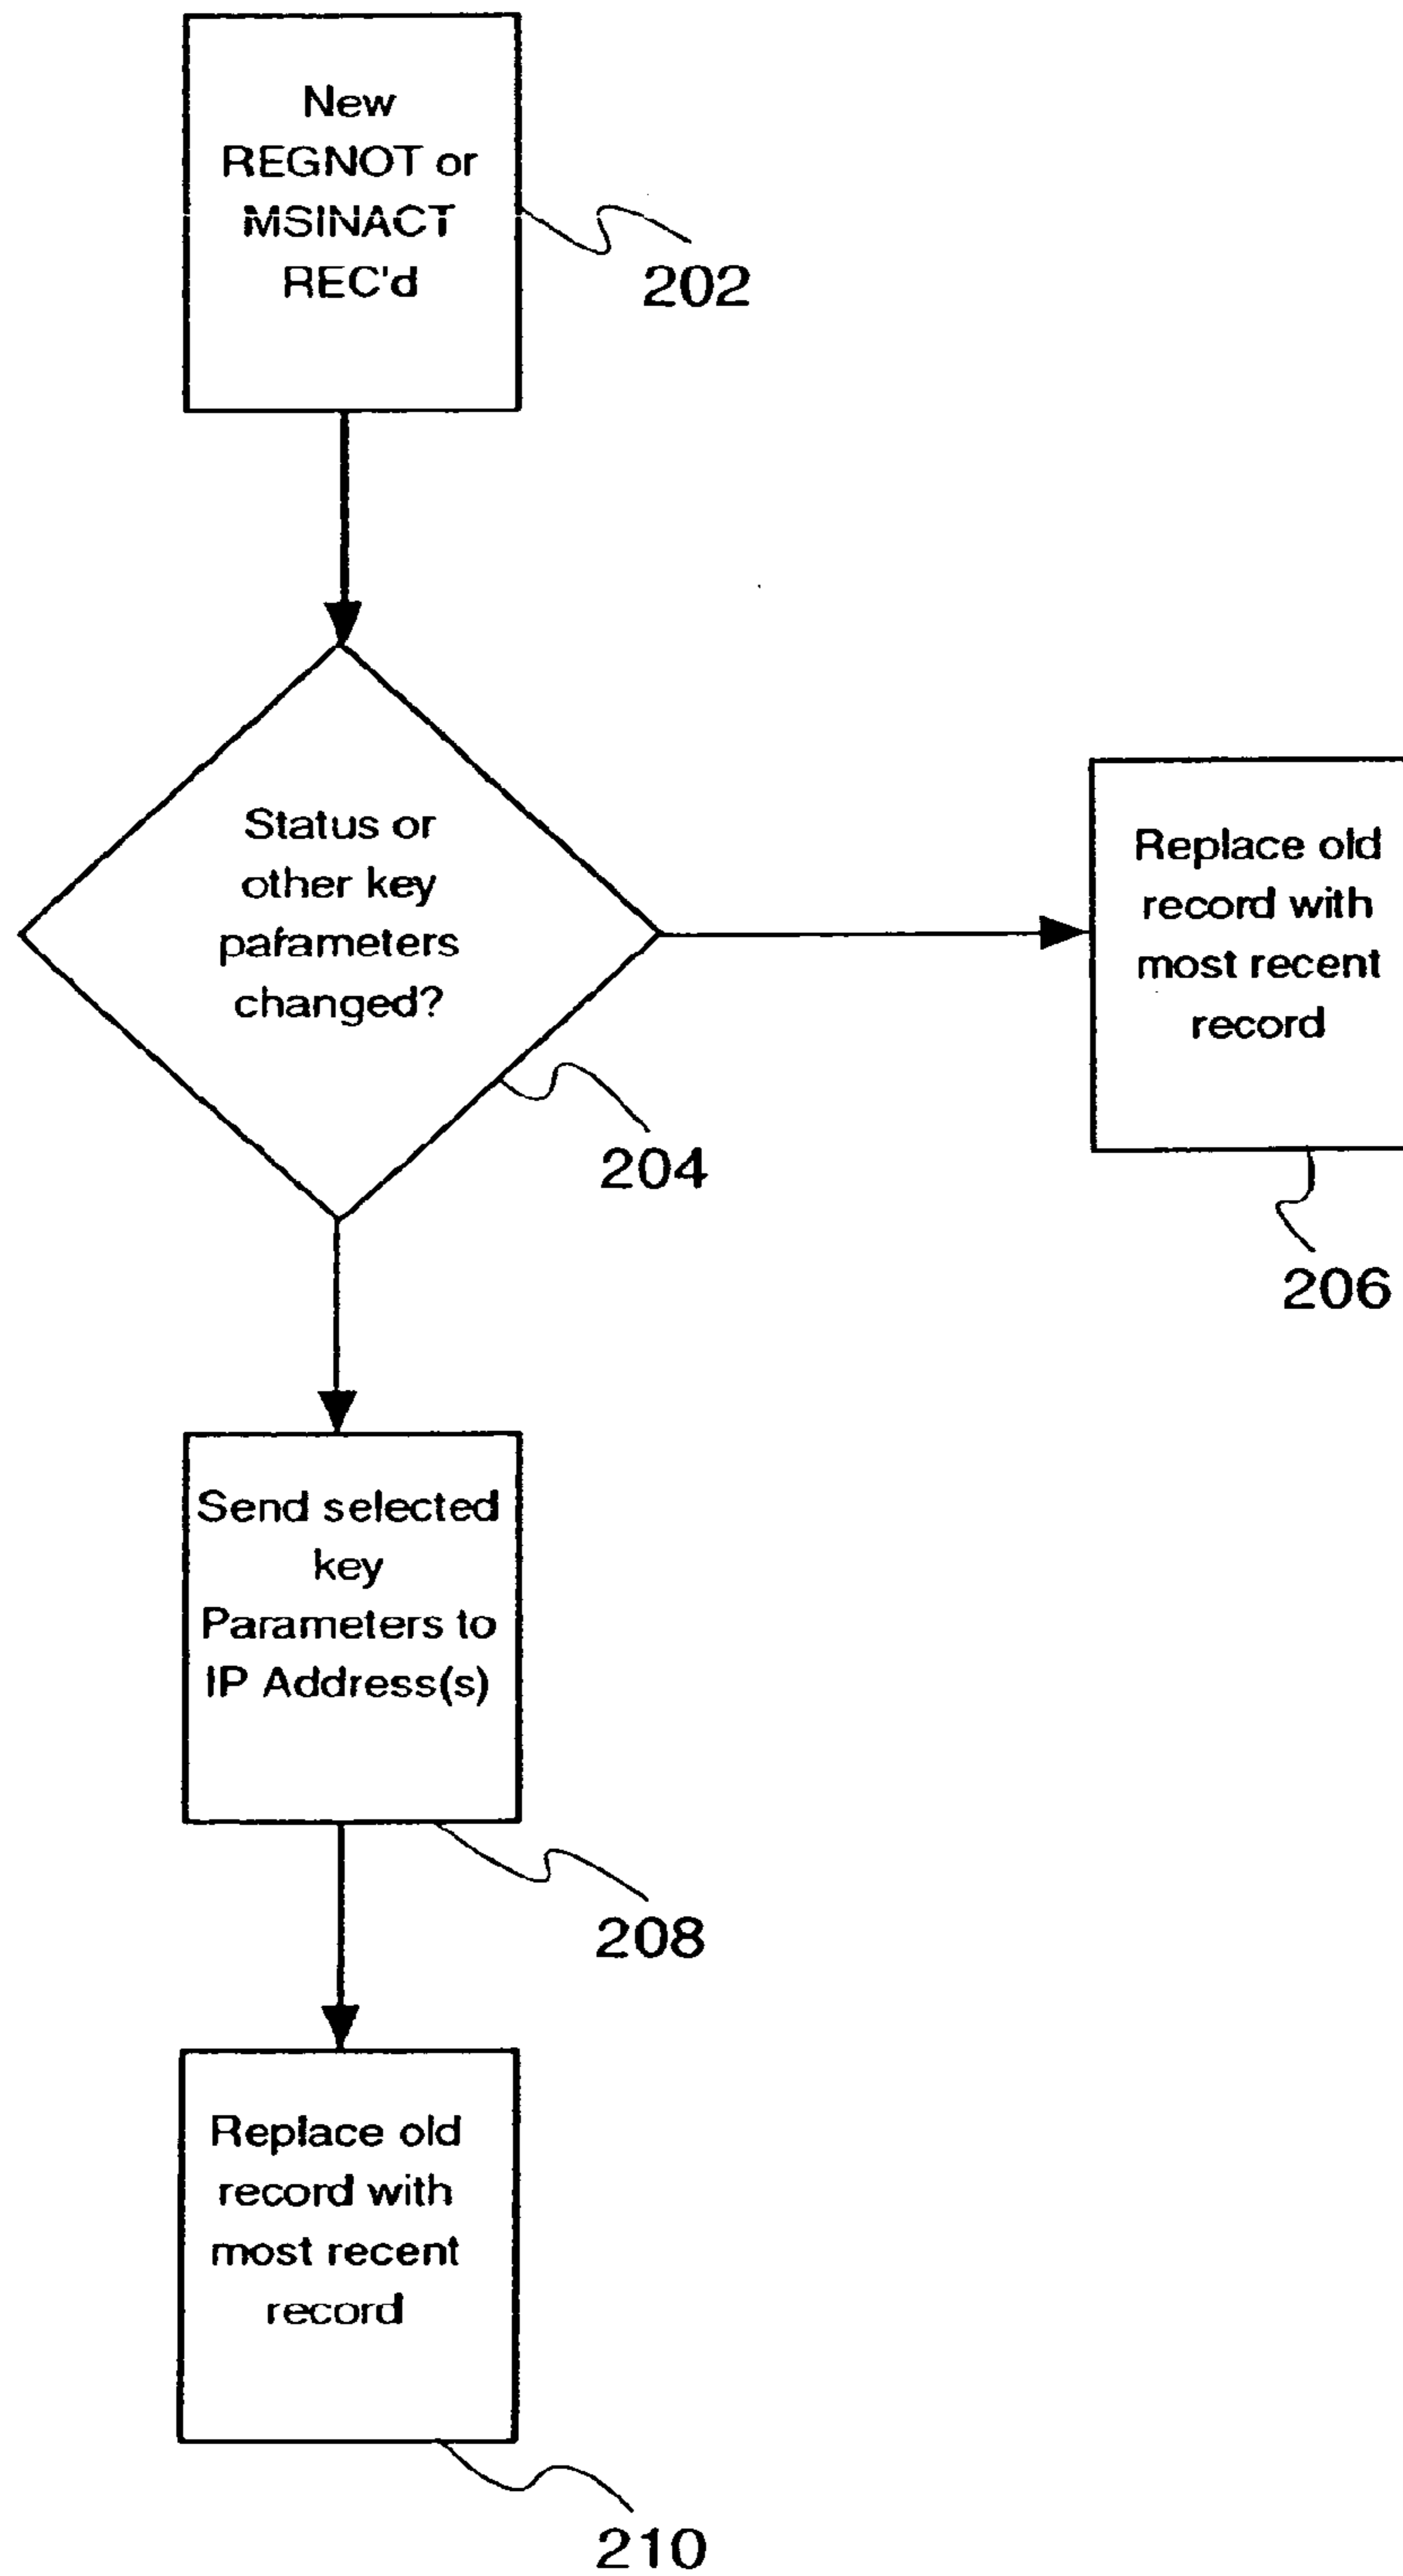 New
REGNOT or
MSINACT
REC'd
202
Status or
other key
parameters
changed?
204
Replace old
record with
most recent
record
206
Send selected
key
Parameters to
IP Address(s)
208
Replace old
record with
most recent
record
210